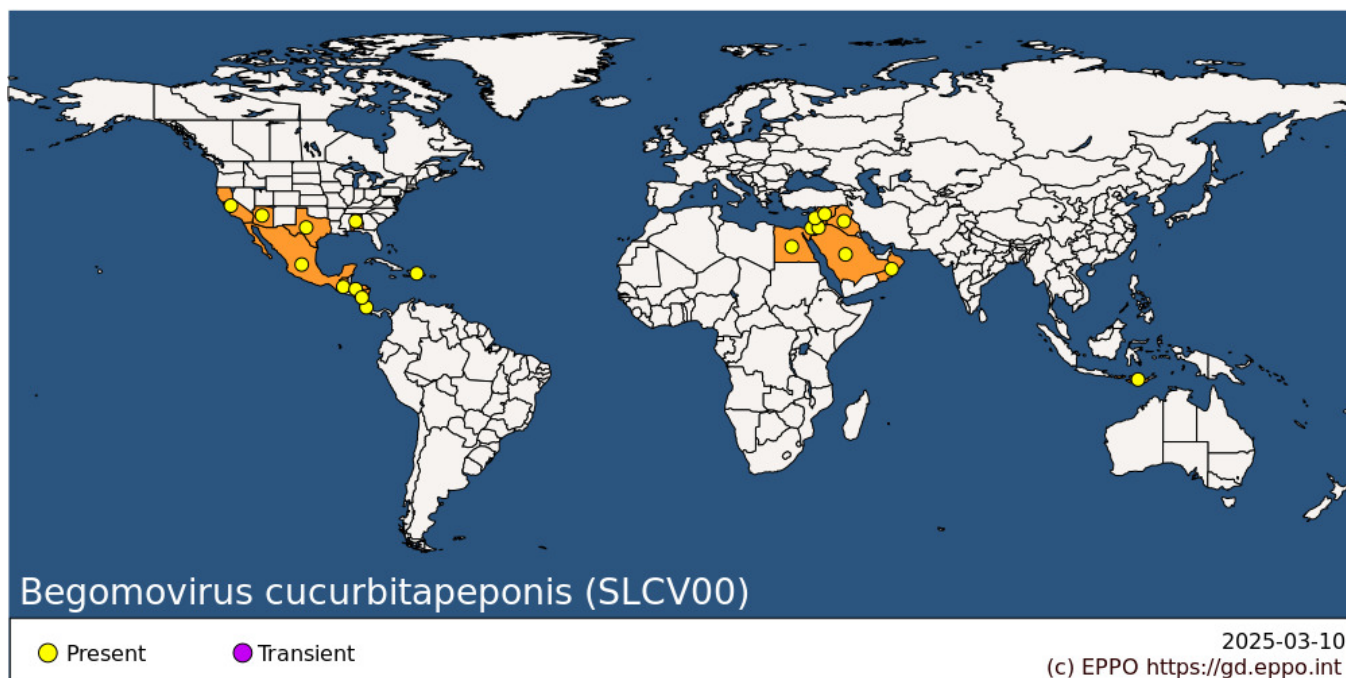 Begomovirus cucurbitapeponis (SLCV00)
Present
Transient
2025-03-10
(c) EPPO https://gd.eppo.int